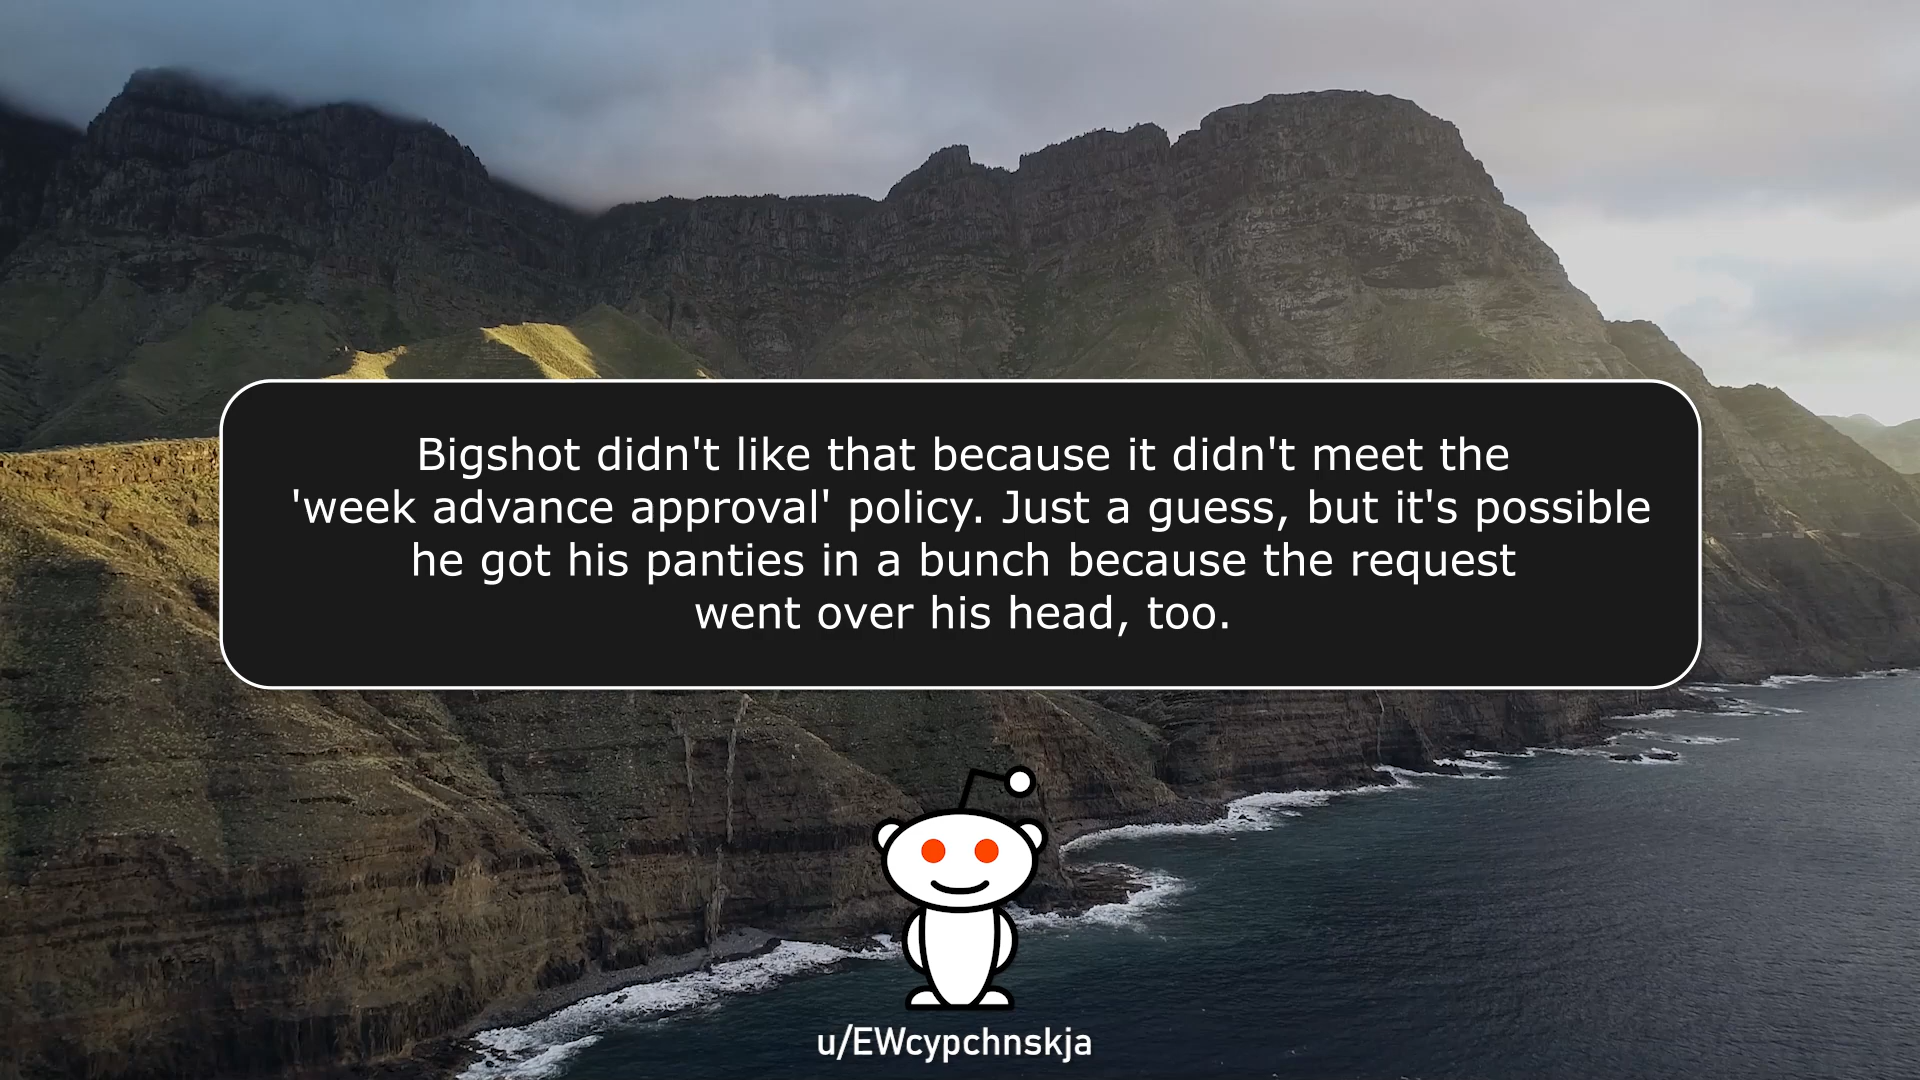 Bigshot didn't like that because it didn't meet the
'week advance approval' policy. Just a guess, but it's possible
he got his panties in a bunch because the request
went over his head, too.
u/EWcypchnskja